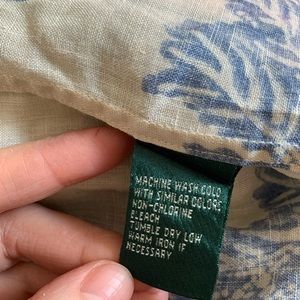 MACHINE WASH COLD
WITH SIMILAR COLORS
NON-CHLORINE
BLEACH
TUMBLE DRY LOW
WARM IRON IF
NECESSARY